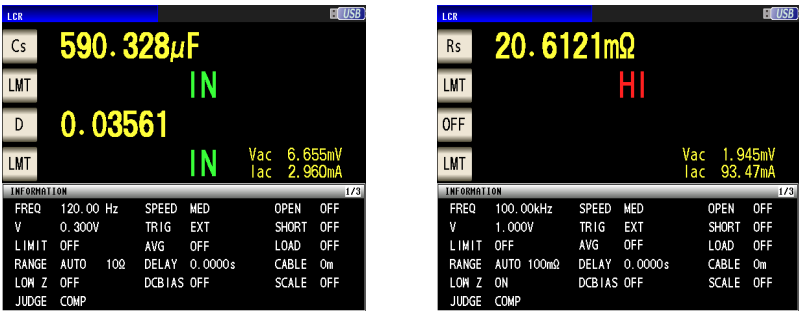 LCR USB
Cs 590.328µF
LMT IN
D 0.03561
LMT IN Vac 6.655mV
Iac 2.960mA
INFORMATION 1/3
FREQ 120.00 Hz SPEED MED OPEN OFF
V 0.300V TRIG EXT SHORT OFF
LIMIT OFF AVG OFF LOAD OFF
RANGE AUTO 10Ω DELAY 0.0000s CABLE 0m
LOW Z OFF DCBIAS OFF SCALE OFF
JUDGE COMP
LCR USB
Rs 20.6121mΩ
LMT HI
OFF
LMT Vac 1.945mV
Iac 93.47mA
INFORMATION 1/3
FREQ 100.00kHz SPEED MED OPEN OFF
V 1.000V TRIG EXT SHORT OFF
LIMIT OFF AVG OFF LOAD OFF
RANGE AUTO 100mΩ DELAY 0.0000s CABLE 0m
LOW Z ON DCBIAS OFF SCALE OFF
JUDGE COMP